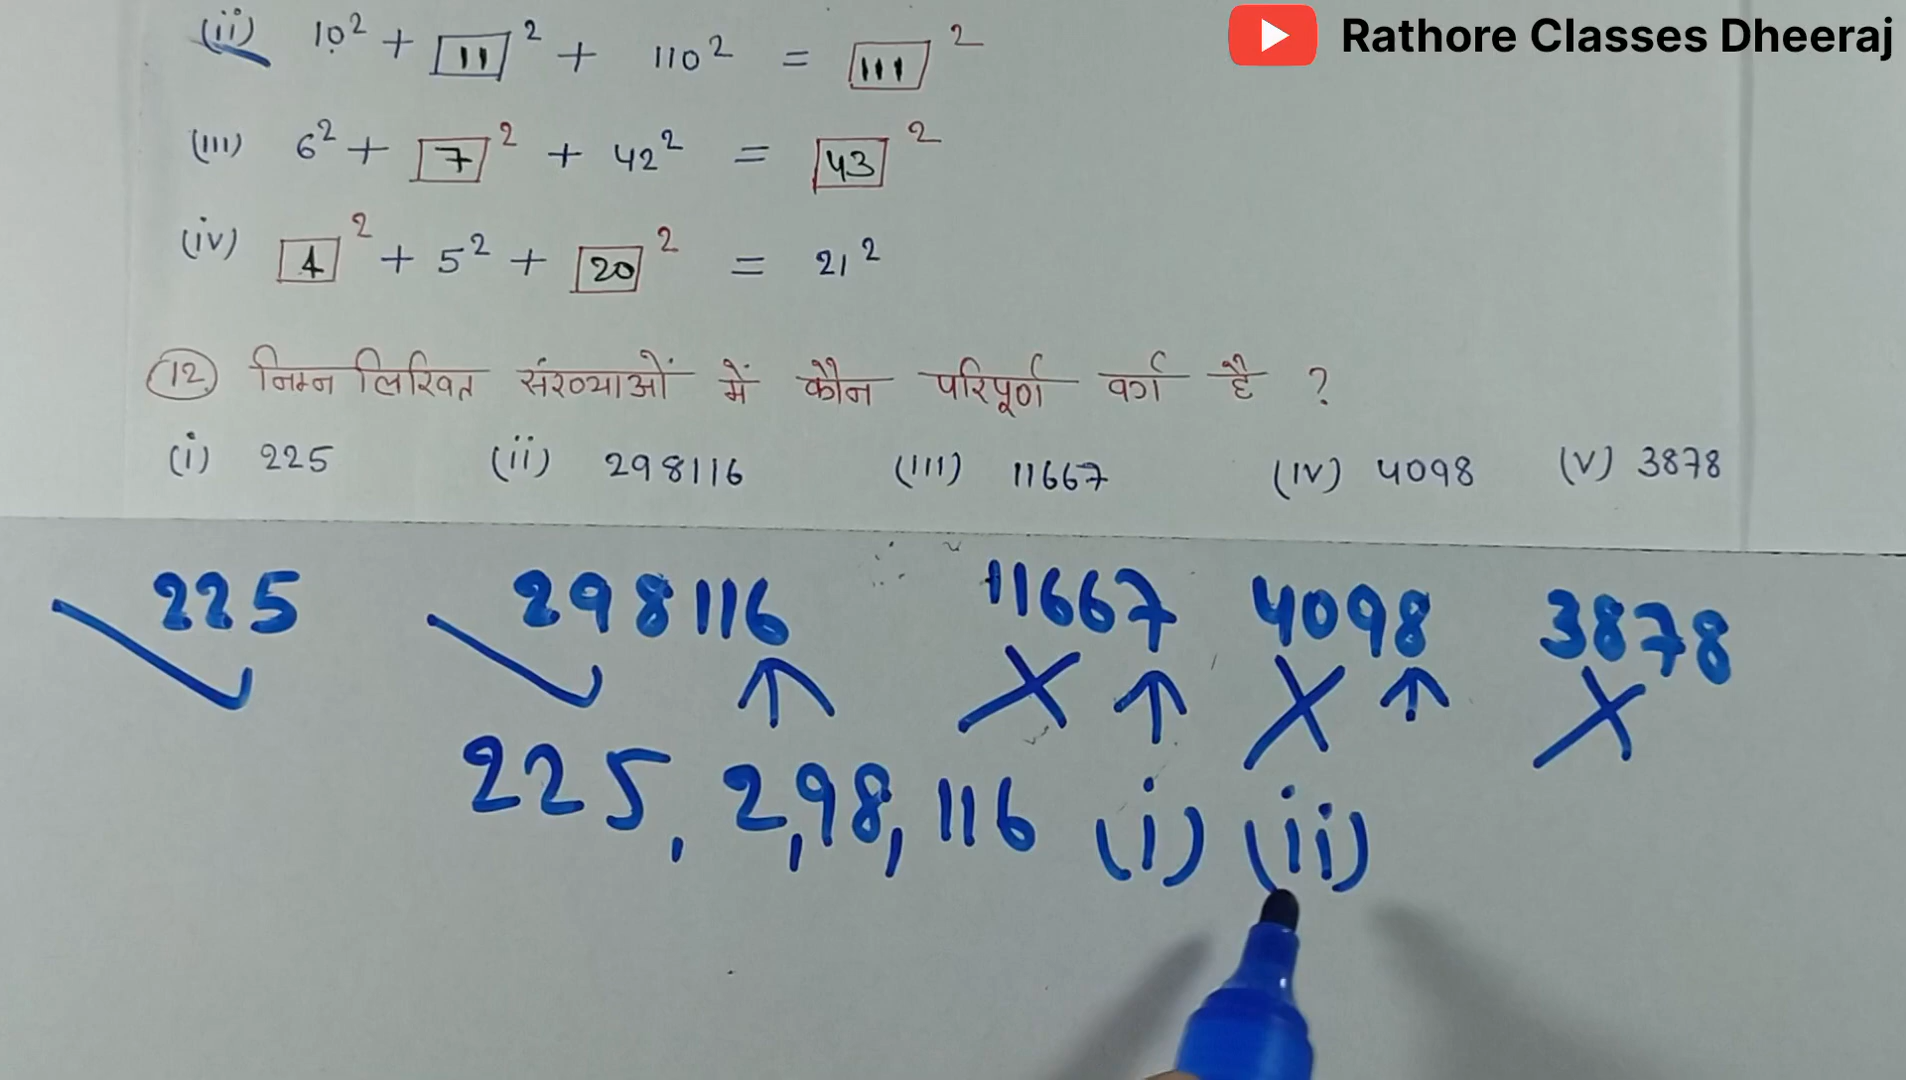 Rathore Classes Dheeraj
(ii) 10² + 11² + 110² = 111²
(III) 6² + 7² + 42² = 43²
(iv) 4² + 5² + 20² = 21²
12. निम्न लिखित संख्याओं में कौन परिपूर्ण वर्ग है ?
(i) 225 (ii) 298116 (III) 11667 (IV) 4098 (V) 3878
225 298116 11667 4098 3878
225, 2,98,116 (i) (ii)